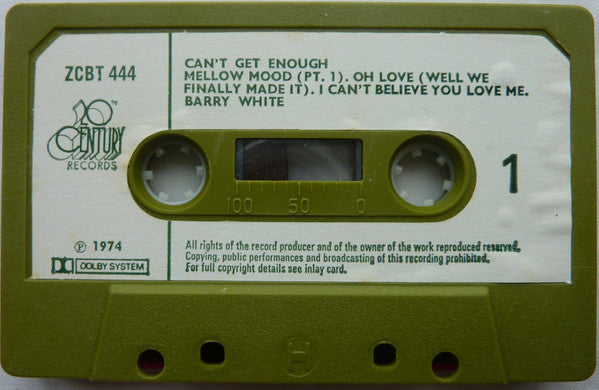 ZCBT 444
CAN'T GET ENOUGH
MELLOW MOOD (PT. 1). OH LOVE (WELL WE
FINALLY MADE IT). I CAN'T BELIEVE YOU LOVE ME.
BARRY WHITE
20th
CENTURY
RECORDS
1
100 50 0
℗ 1974
DOLBY SYSTEM
All rights of the record producer and of the owner of the work reproduced reserved.
Copying, public performances and broadcasting of this recording prohibited.
For full copyright details see inlay card.
H